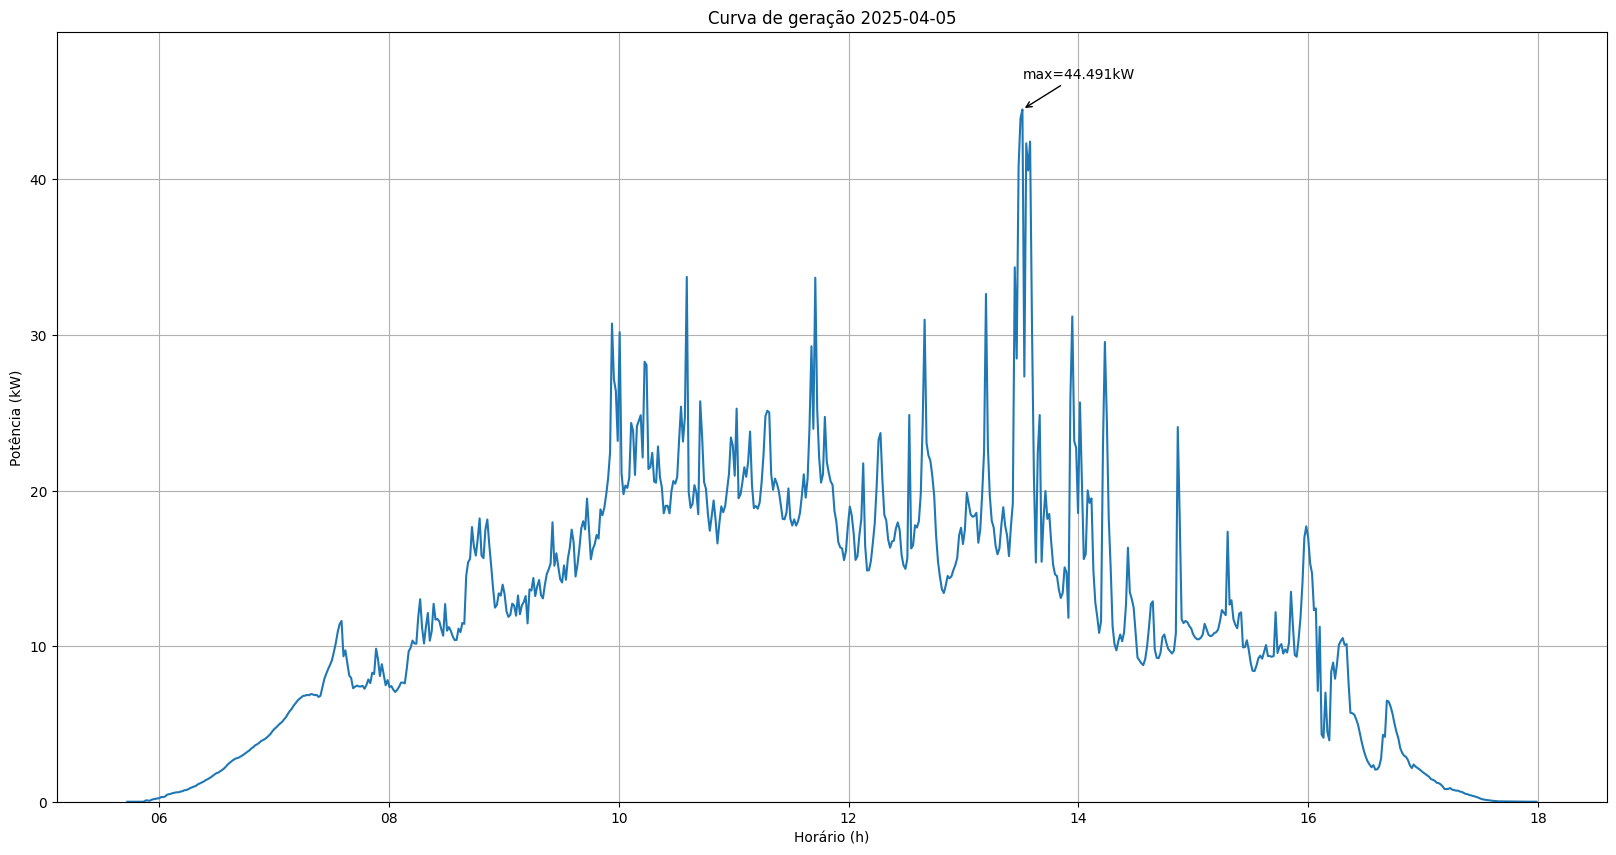 Curva de geração 2025-04-05
max=44.491kW
Potência (kW)
40
30
20
10
0
06 08 10 12 14 16 18
Horário (h)